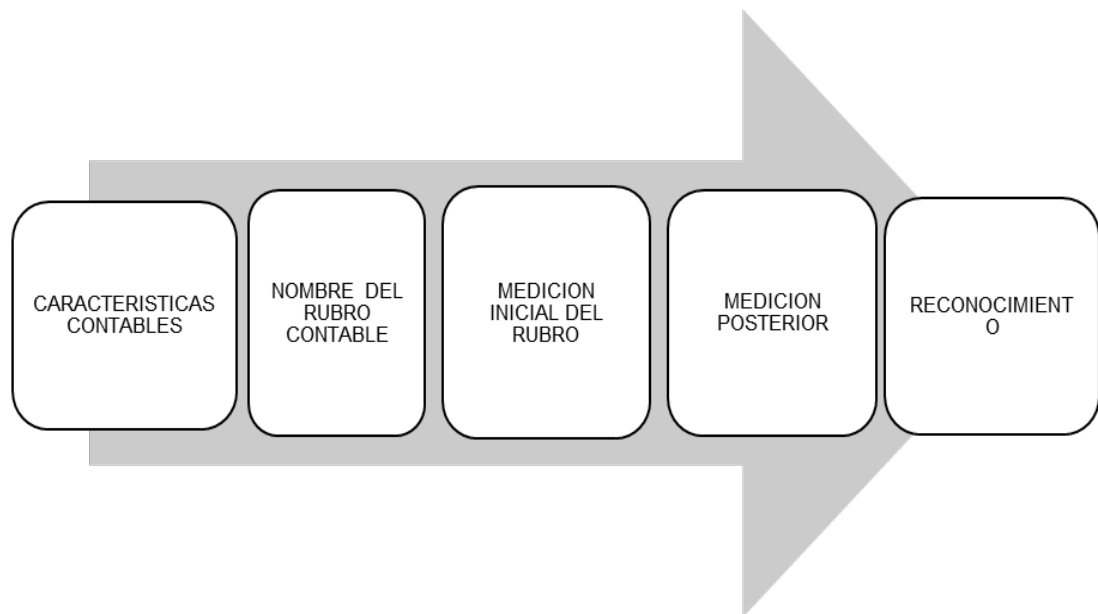 CARACTERISTICAS
CONTABLES
NOMBRE DEL
RUBRO
CONTABLE
MEDICION
INICIAL DEL
RUBRO
MEDICION
POSTERIOR
RECONOCIMIENT
O